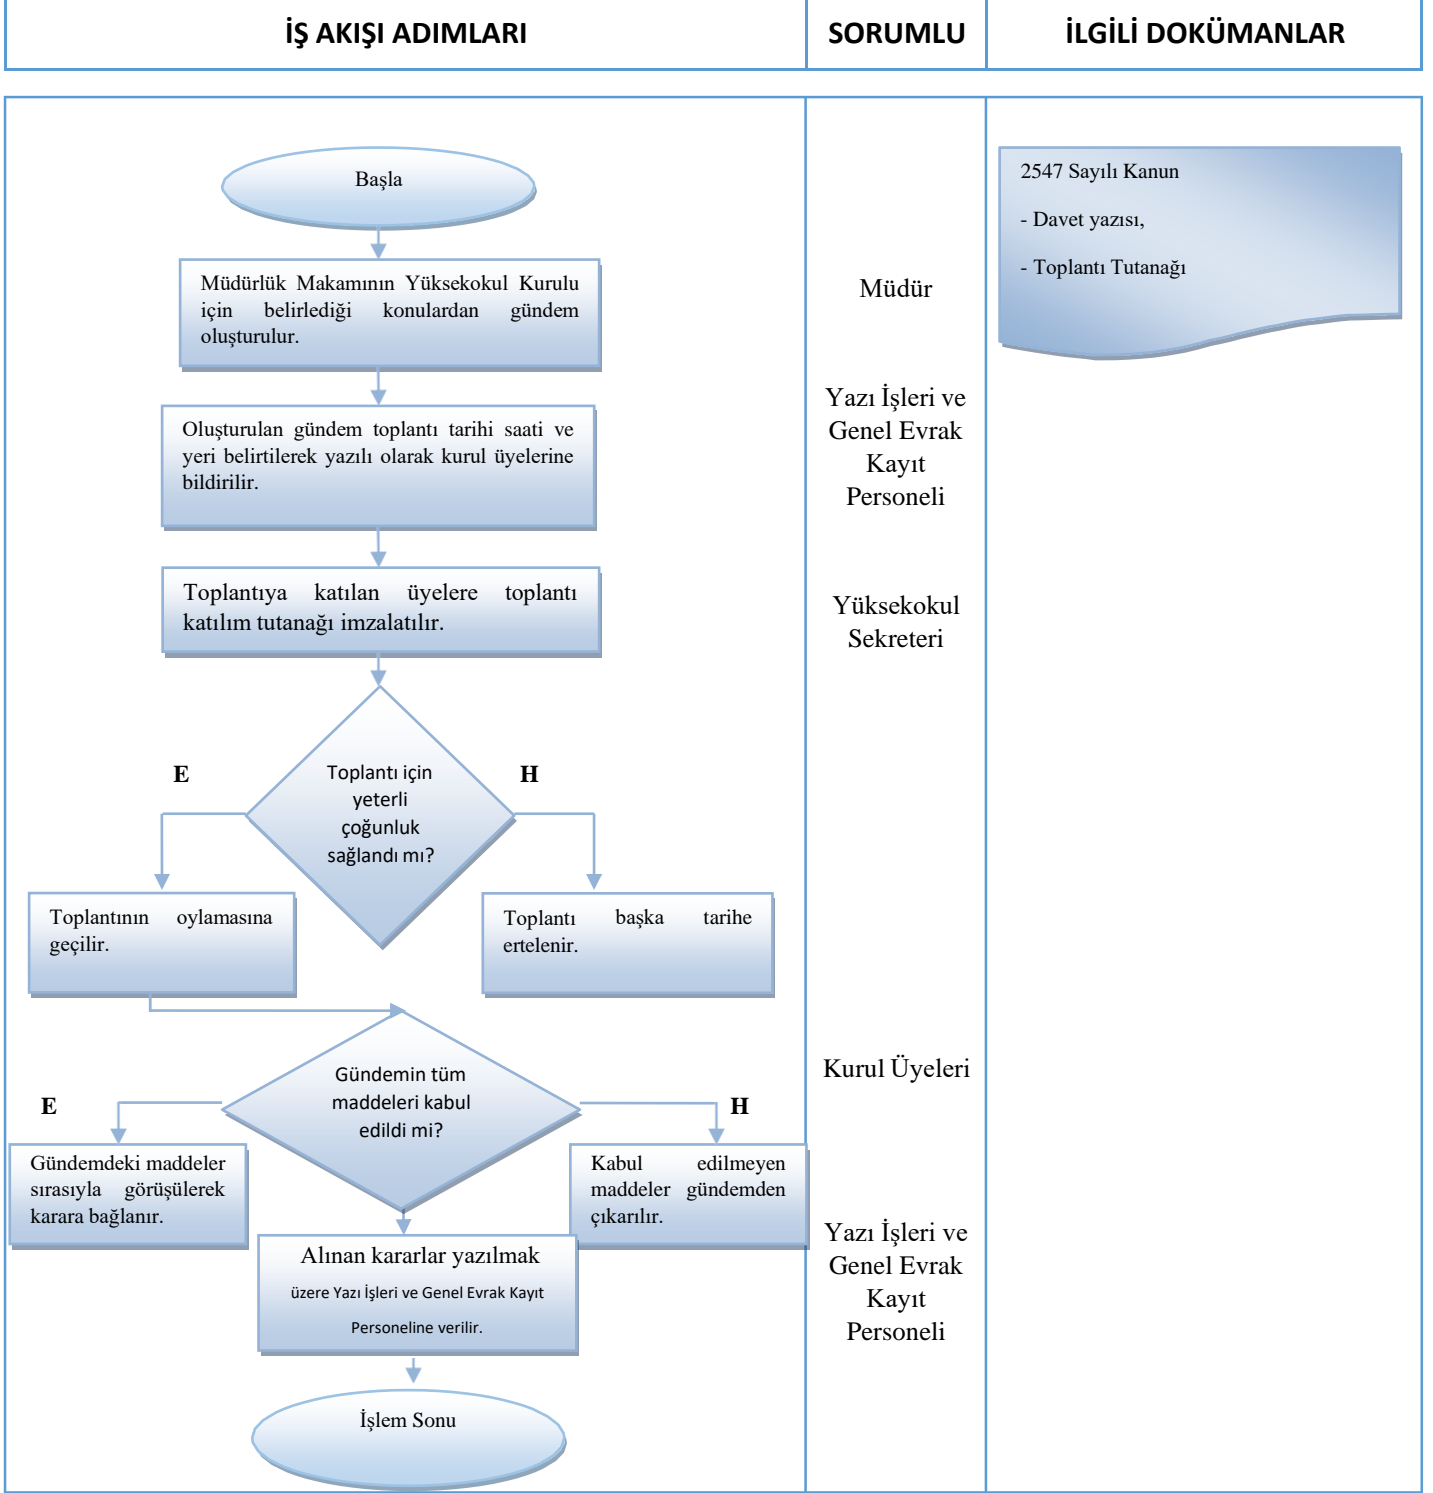 İŞ AKIŞI ADIMLARI
SORUMLU
İLGİLİ DOKÜMANLAR
Başla
Müdürlük Makamının Yüksekokul Kurulu
için belirlediği konulardan gündem
oluşturulur.
Oluşturulan gündem toplantı tarihi saati ve
yeri belirtilerek yazılı olarak kurul üyelerine
bildirilir.
Toplantıya katılan üyelere toplantı
katılım tutanağı imzalatılır.
E
H
Toplantı için
yeterli
çoğunluk
sağlandı mı?
Toplantının oylamasına
geçilir.
Toplantı başka tarihe
ertelenir.
Gündemin tüm
maddeleri kabul
edildi mi?
E
H
Gündemdeki maddeler
sırasıyla görüşülerek
karara bağlanır.
Kabul edilmeyen
maddeler gündemden
çıkarılır.
Alınan kararlar yazılmak
üzere Yazı İşleri ve Genel Evrak Kayıt
Personeline verilir.
İşlem Sonu
Müdür
Yazı İşleri ve
Genel Evrak
Kayıt
Personeli
Yüksekokul
Sekreteri
Kurul Üyeleri
Yazı İşleri ve
Genel Evrak
Kayıt
Personeli
2547 Sayılı Kanun
- Davet yazısı,
- Toplantı Tutanağı